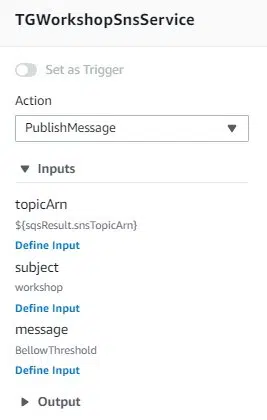 TGWorkshopSnsService
Set as Trigger
Action
PublishMessage
Inputs
topicArn
${sqsResult.snsTopicArn}
Define Input
subject
workshop
Define Input
message
BellowThreshold
Define Input
Output